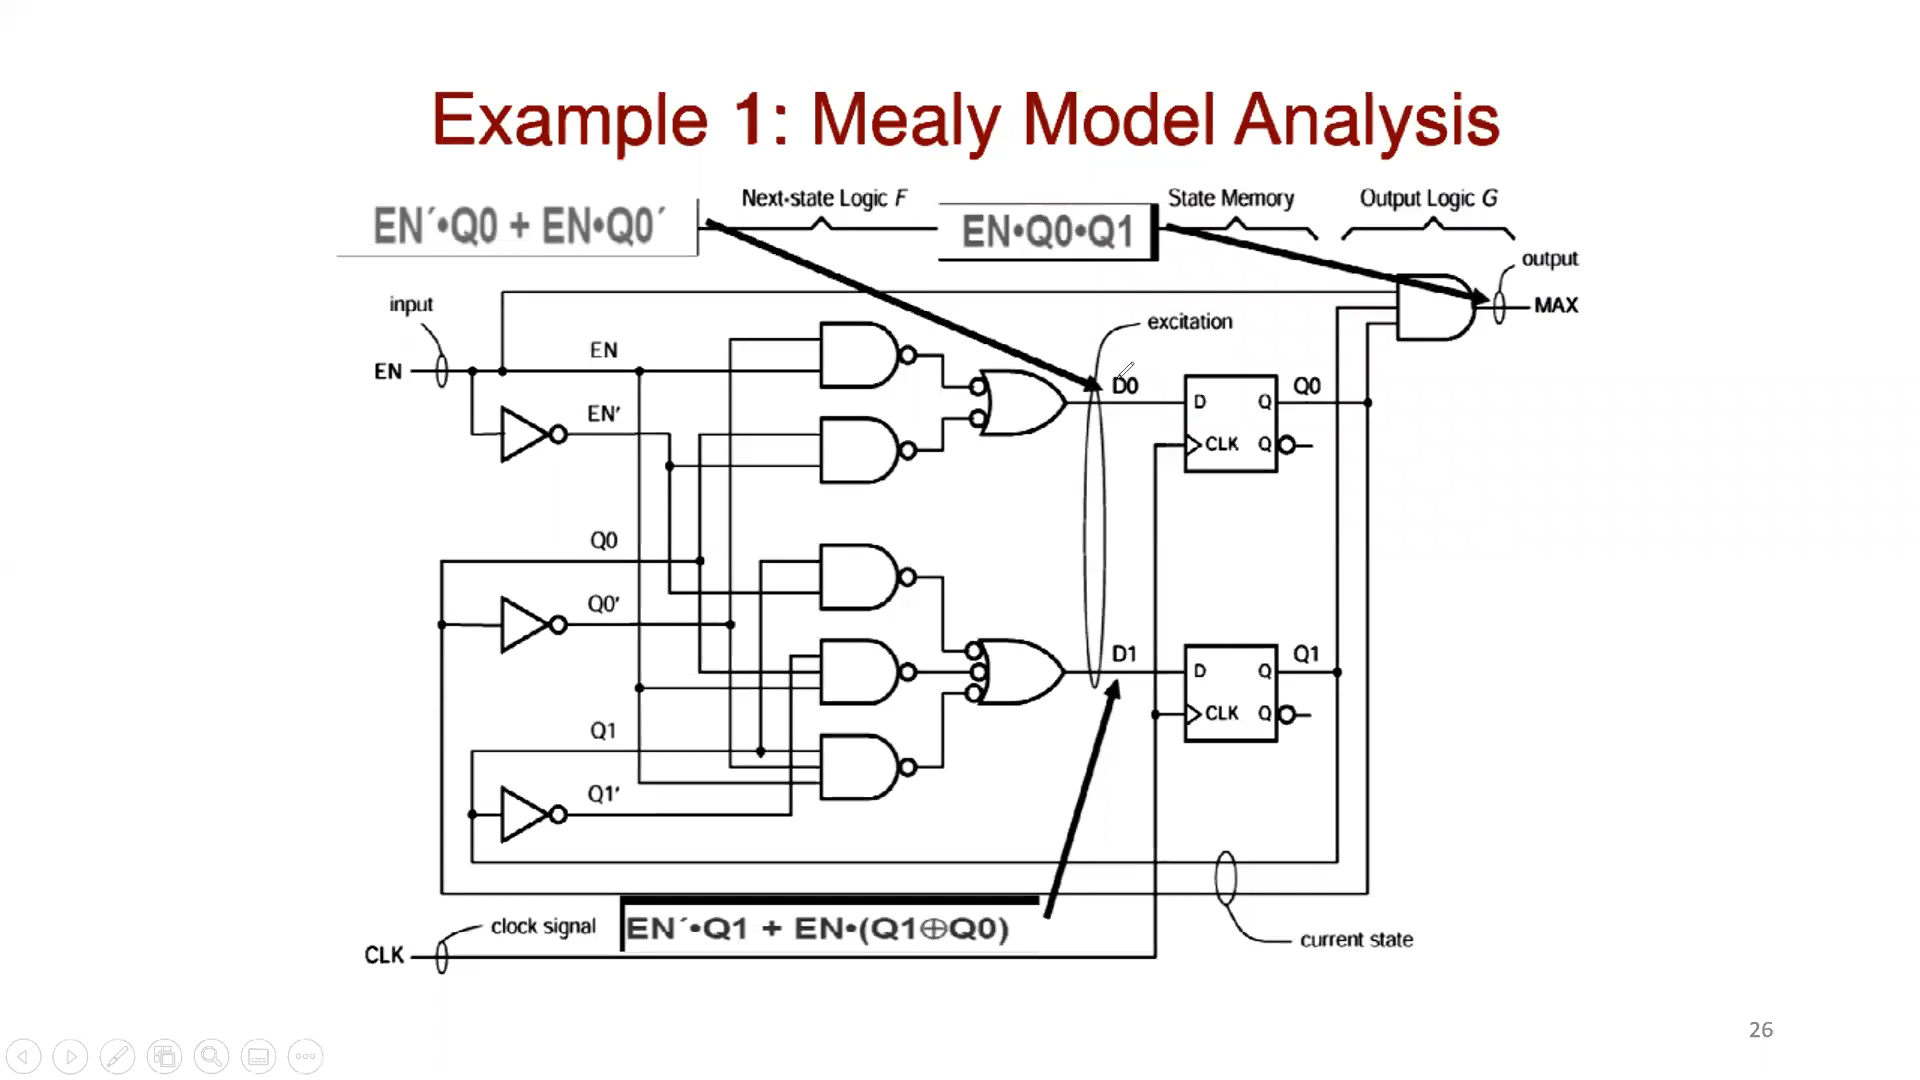 Example 1: Mealy Model Analysis
Next-state Logic F
State Memory
Output Logic G
EN´•Q0 + EN•Q0´
EN•Q0•Q1
output
MAX
input
excitation
EN
EN
EN'
D0
D Q
CLK Q
Q0
Q0
Q0'
D1
D Q
CLK Q
Q1
Q1
Q1'
clock signal
EN´•Q1 + EN•(Q1⊕Q0)
current state
CLK
26